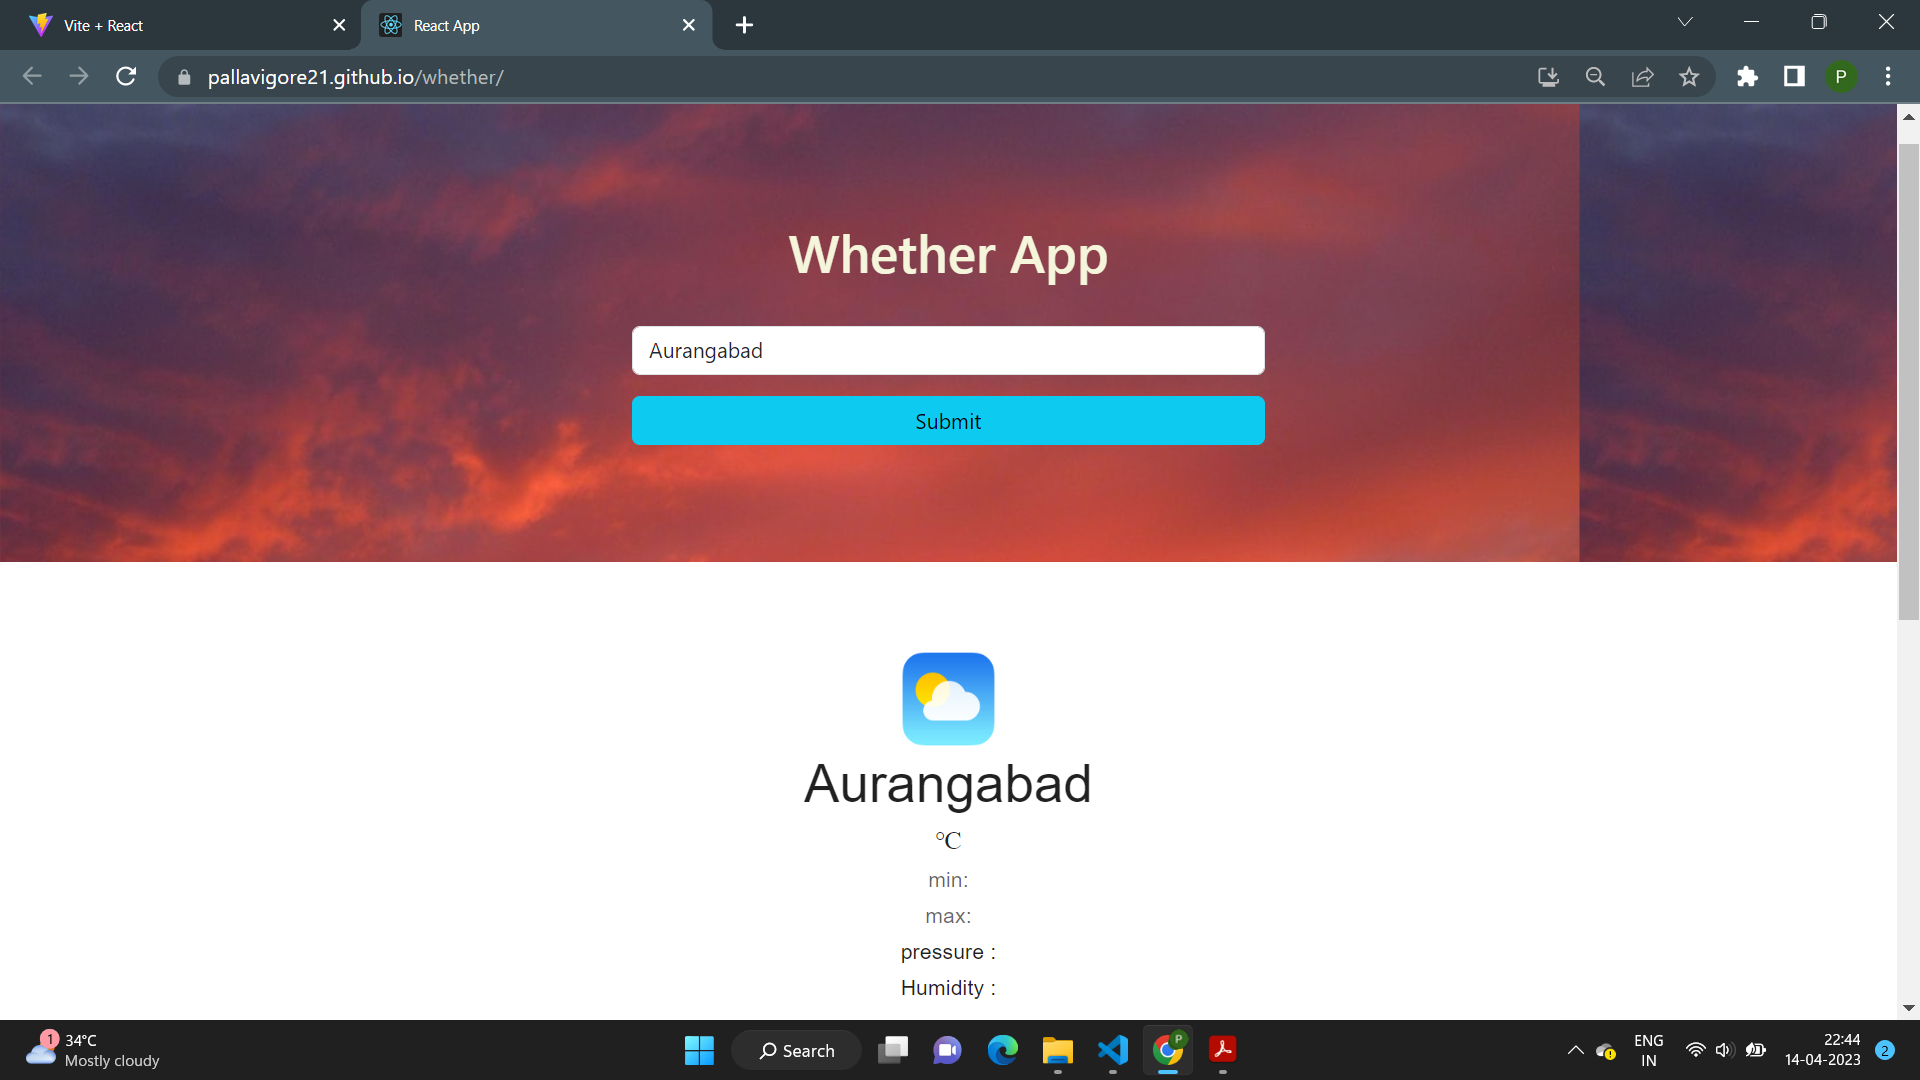 Vite + React
React App
pallavigore21.github.io/whether/
P
Whether App
Aurangabad
Submit
Aurangabad
°C
min:
max:
pressure :
Humidity :
1
34°C
Mostly cloudy
Search
P
ENG
IN
22:44
14-04-2023
2